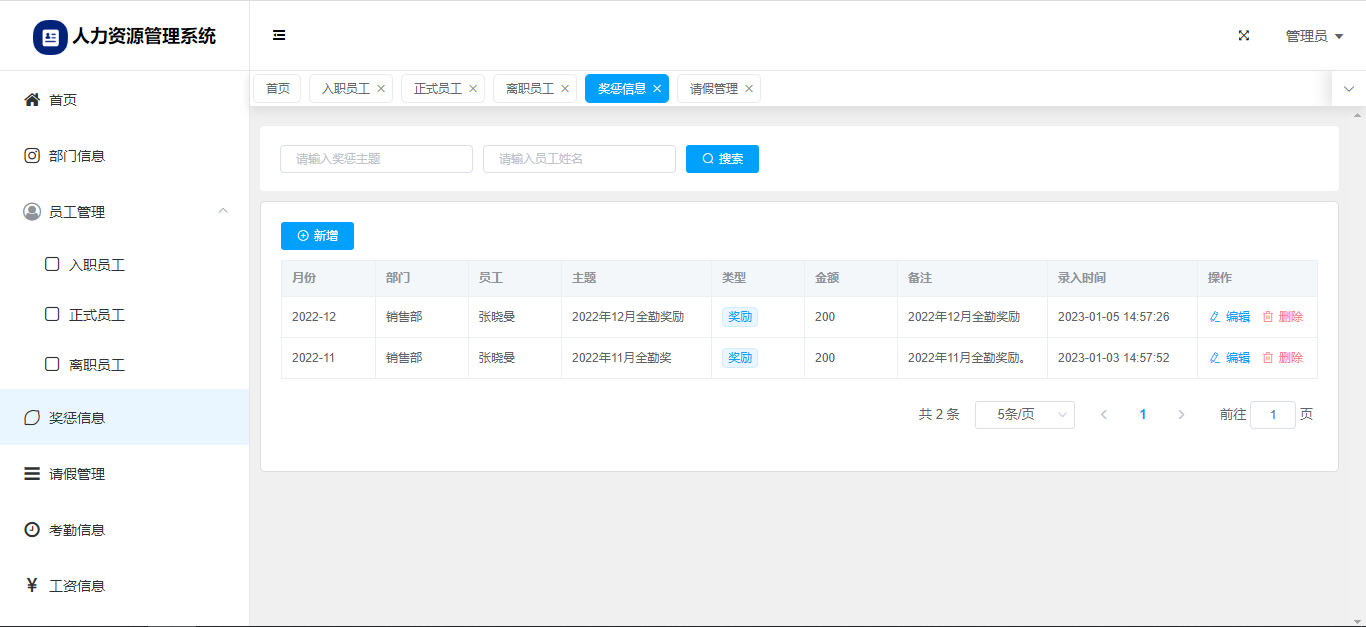 人力资源管理系统
管理员
首页
部门信息
员工管理
入职员工
正式员工
离职员工
奖惩信息
请假管理
考勤信息
工资信息
首页 入职员工 正式员工 离职员工 奖惩信息 请假管理
请输入奖惩主题 请输入员工姓名 搜索
新增
月份 部门 员工 主题 类型 金额 备注 录入时间 操作
2022-12 销售部 张晓曼 2022年12月全勤奖励 奖励 200 2022年12月全勤奖励 2023-01-05 14:57:26 编辑 删除
2022-11 销售部 张晓曼 2022年11月全勤奖 奖励 200 2022年11月全勤奖励。 2023-01-03 14:57:52 编辑 删除
共 2 条 5条/页 1 前往 1 页